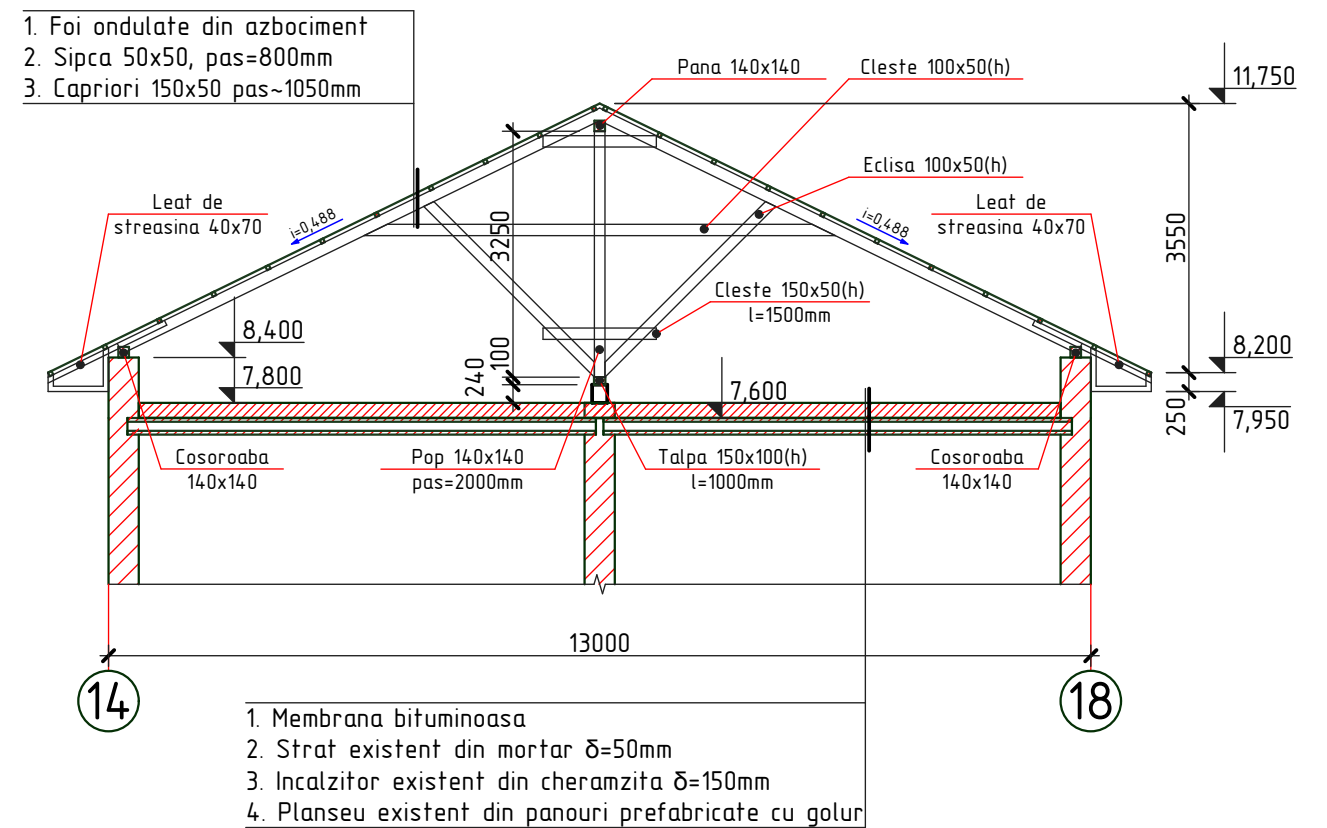 1. Foi ondulate din azbociment
2. Sipca 50x50, pas=800mm
3. Capriori 150x50 pas~1050mm
Pana 140x140
Cleste 100x50(h)
11,750
Eclisa 100x50(h)
Leat de
streasina 40x70
i=0,488
3250
i=0,488
Leat de
streasina 40x70
3550
Cleste 150x50(h)
l=1500mm
8,400
7,800
100
240
7,600
8,200
250
7,950
Cosoroaba
140x140
Pop 140x140
pas=2000mm
Talpa 150x100(h)
l=1000mm
Cosoroaba
140x140
13000
14
18
1. Membrana bituminoasa
2. Strat existent din mortar δ=50mm
3. Incalzitor existent din cheramzita δ=150mm
4. Planseu existent din panouri prefabricate cu golur